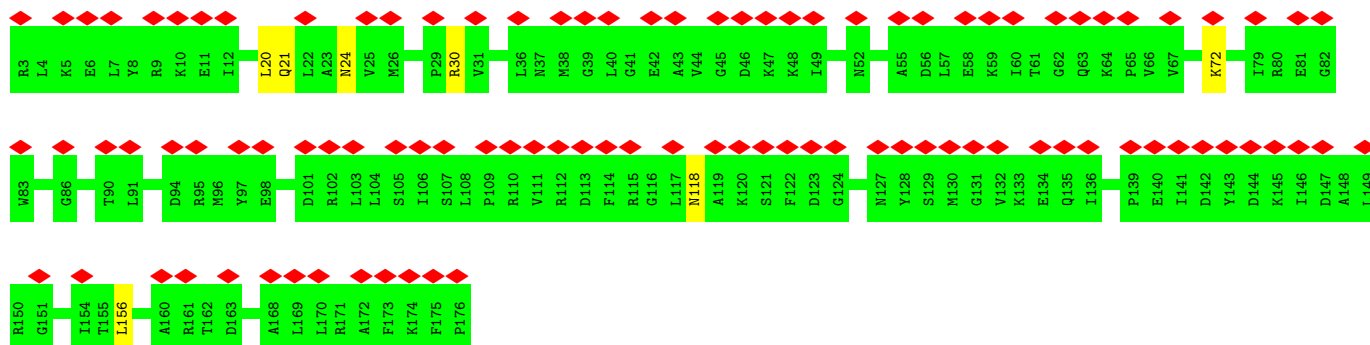 R3 L4 K5 E6 L7 Y8 R9 K10 E11 I12 L20 Q21 L22 A23 N24 V25 M26 P29 R30 V31 L36 N37 M38 G39 L40 G41 E42 A43 V44 G45 D46 K47 K48 I49 N52 A55 D56 L57 E58 K59 I60 T61 G62 Q63 K64 P65 V66 V67 K72 I79 R80 E81 G82
W83 G86 T90 L91 D94 R95 M96 Y97 E98 D101 R102 L103 L104 S105 I106 S107 L108 P109 R110 V111 R112 D113 F114 R115 G116 L117 N118 A119 K120 S121 F122 D123 G124 N127 Y128 S129 M130 G131 V132 K133 E134 Q135 I136 P139 E140 I141 D142 Y143 D144 K145 I146 D147 A148 L149
R150 G151 I154 T155 L156 A160 R161 T162 D163 A168 L169 L170 R171 A172 F173 K174 F175 P176